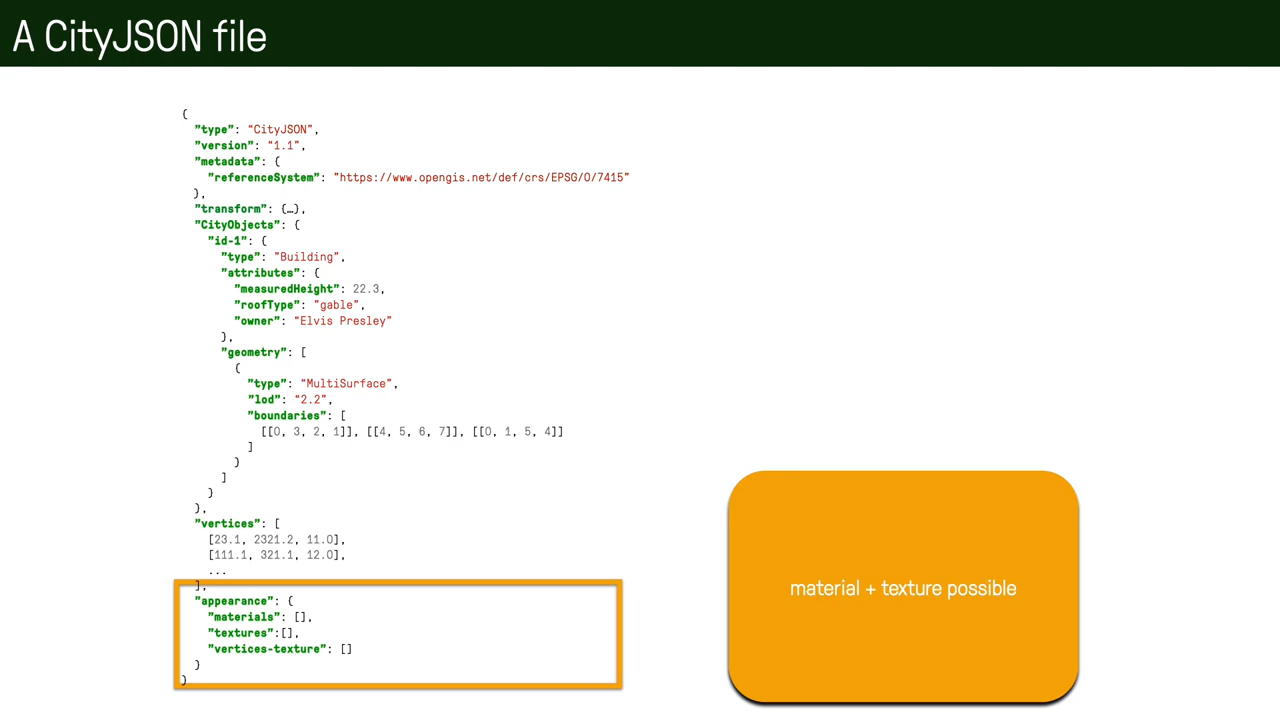 A CityJSON file
{
"type": “CityJSON”,
"version": “1.1”,
"metadata": {
"referenceSystem": "https://www.opengis.net/def/crs/EPSG/0/7415"
},
"transform": {…},
"CityObjects": {
"id-1": {
"type": "Building",
"attributes": {
"measuredHeight": 22.3,
"roofType": "gable",
"owner": “Elvis Presley"
},
"geometry": [
{
"type": “MultiSurface”,
"lod": “2.2”,
"boundaries": [
[[0, 3, 2, 1]], [[4, 5, 6, 7]], [[0, 1, 5, 4]]
]
}
]
}
},
"vertices": [
[23.1, 2321.2, 11.0],
[111.1, 321.1, 12.0],
...
],
"appearance": {
"materials": [],
"textures":[],
"vertices-texture": []
}
}
material + texture possible